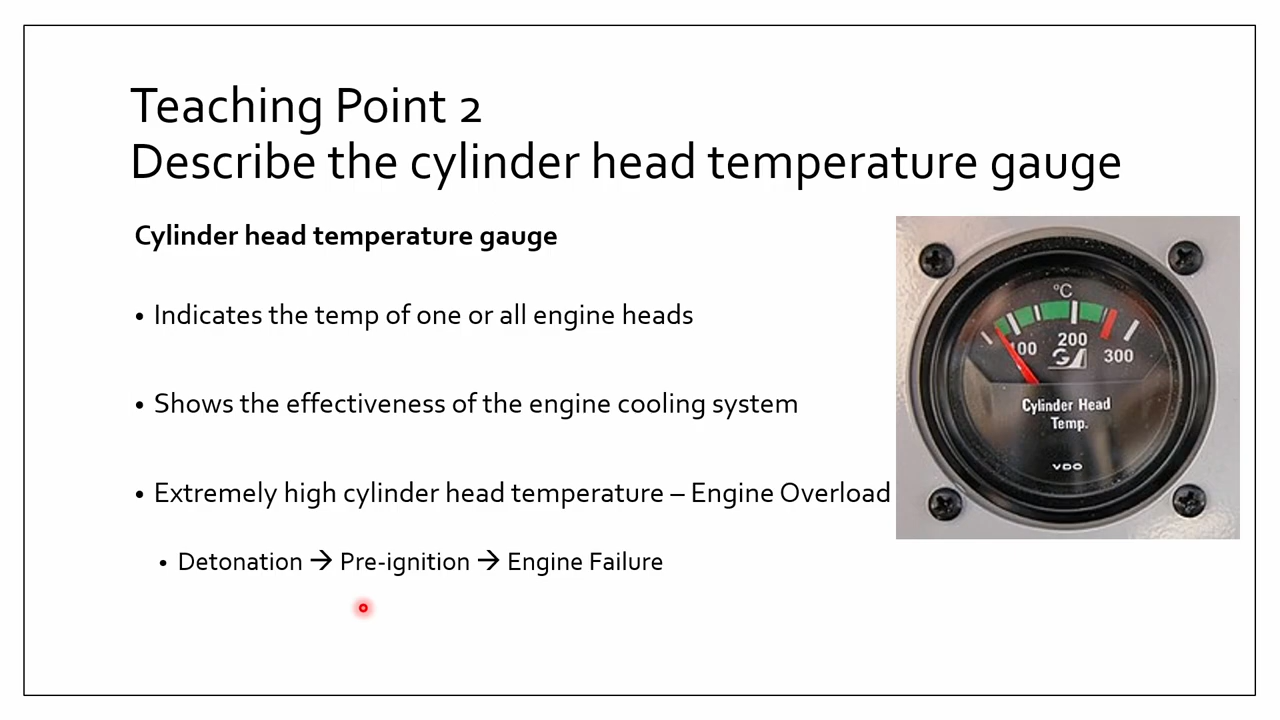 Teaching Point 2
Describe the cylinder head temperature gauge
Cylinder head temperature gauge
• Indicates the temp of one or all engine heads
• Shows the effectiveness of the engine cooling system
• Extremely high cylinder head temperature – Engine Overload
• Detonation → Pre-ignition → Engine Failure
°C
100 200 300
Cylinder Head
Temp.
VDO